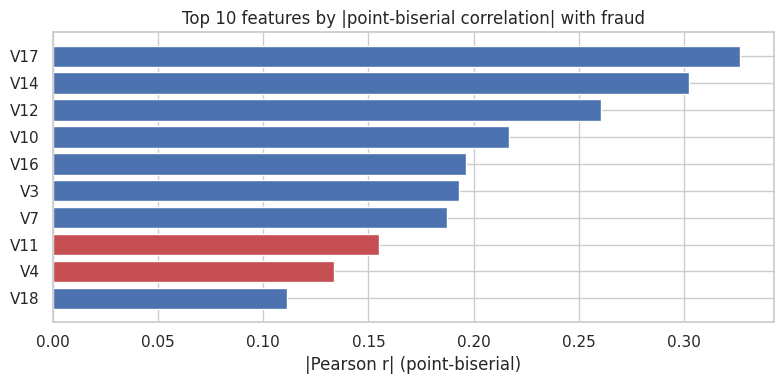 Top 10 features by |point-biserial correlation| with fraud
V17
V14
V12
V10
V16
V3
V7
V11
V4
V18
0.00 0.05 0.10 0.15 0.20 0.25 0.30
|Pearson r| (point-biserial)